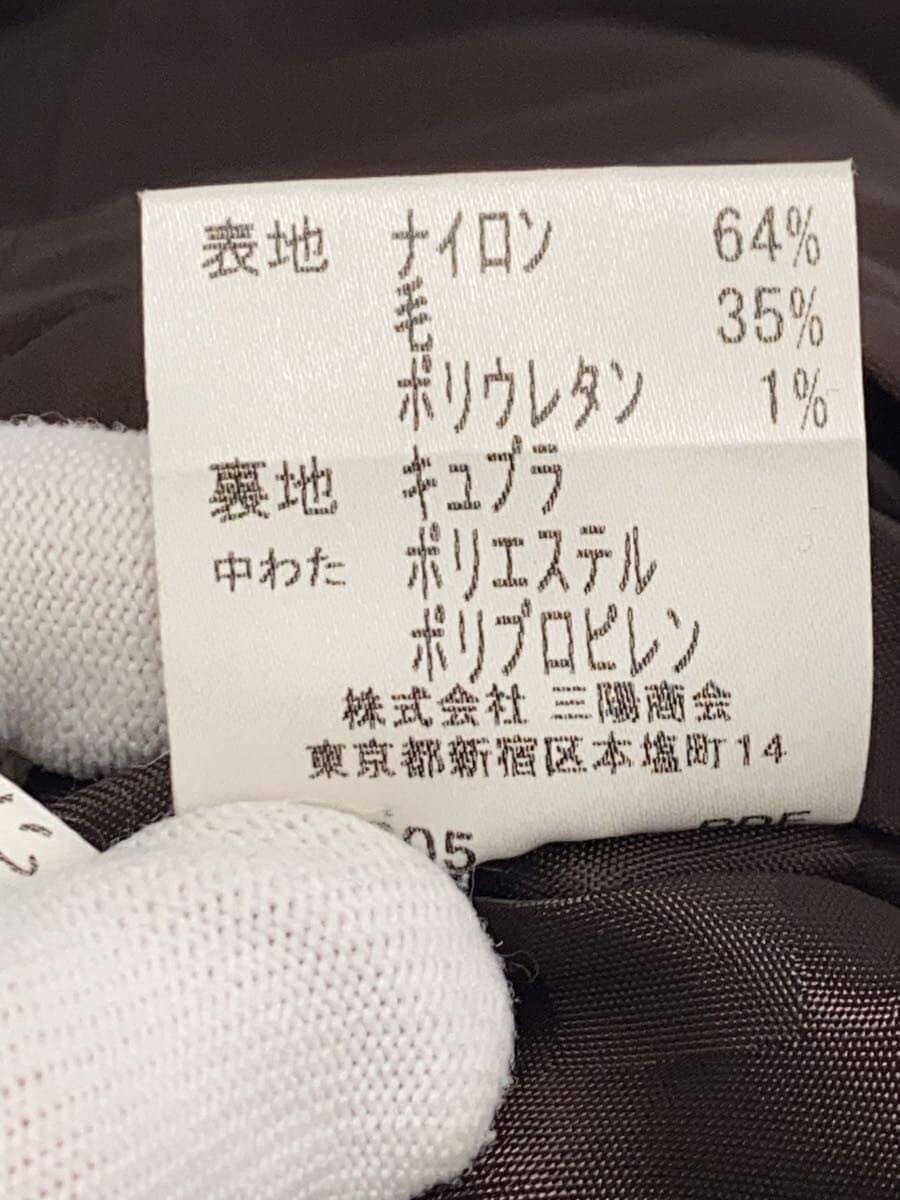 表地 ナイロン 64%
毛 35%
ポリウレタン 1%
裏地 キュプラ
中わた ポリエステル
ポリプロピレン
株式会社 三陽商会
東京都新宿区本塩町14